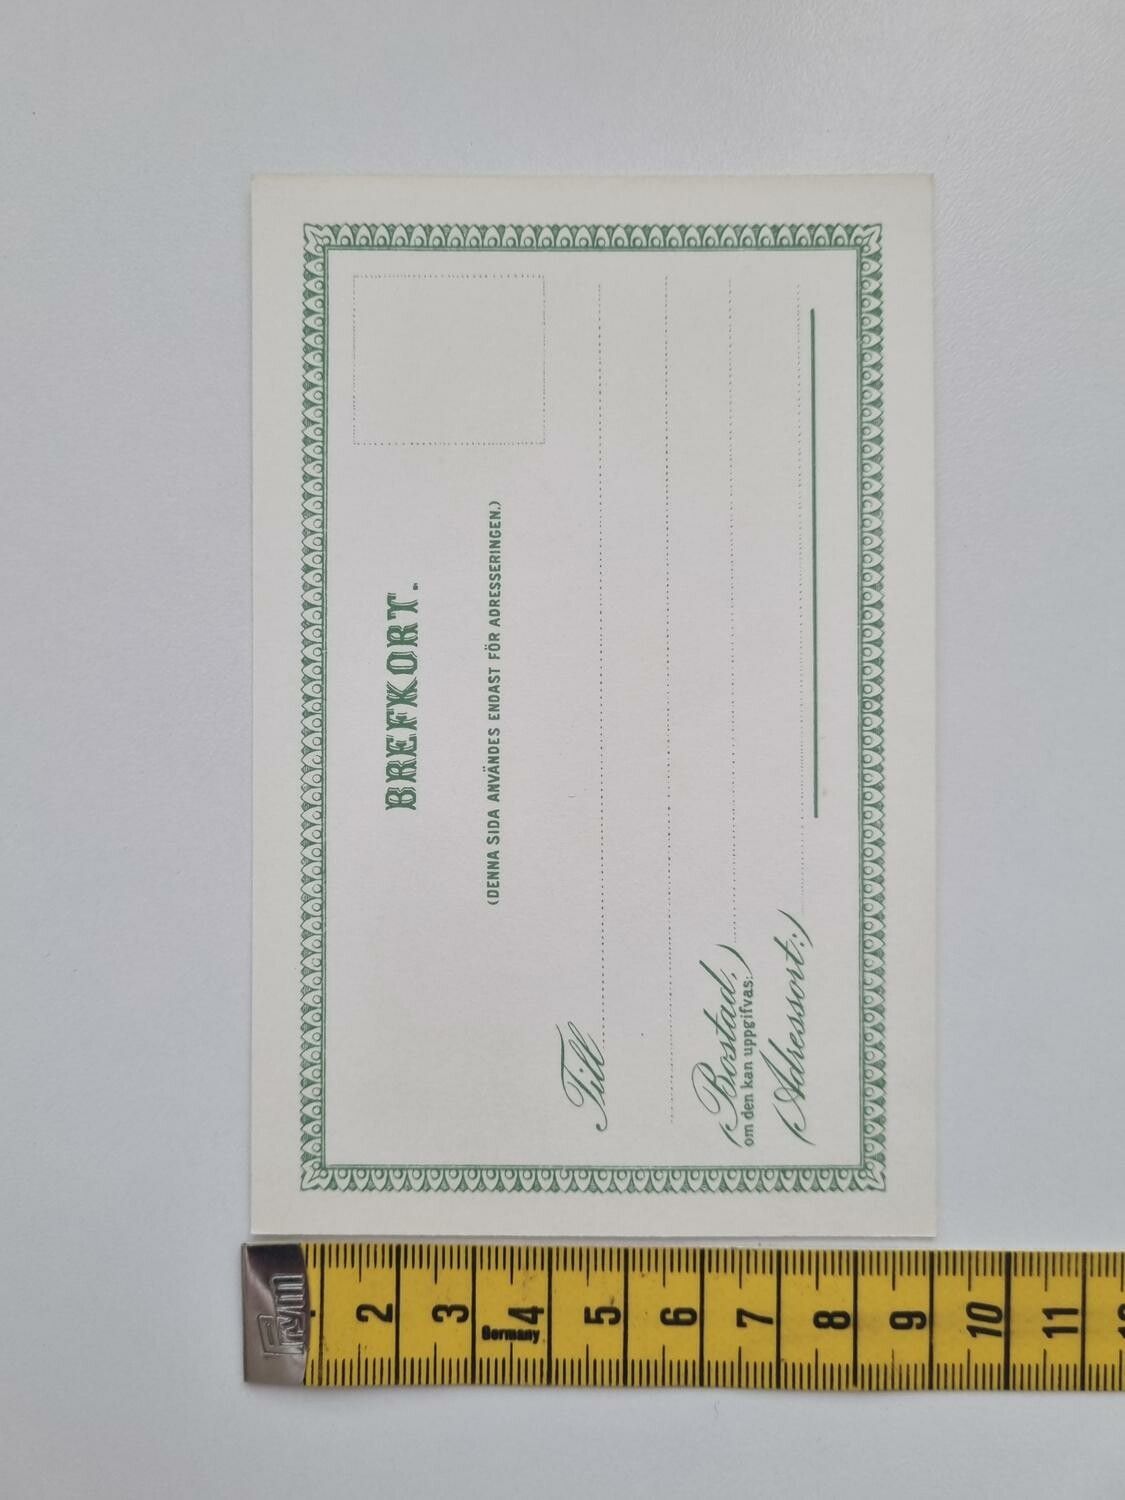 BREFKORT.
(DENNA SIDA ANVÄNDES ENDAST FÖR ADRESSERINGEN.)
Till
(Bostad,)
om den kan uppgifvas:
(Adressort:)
Prym
2 3 4 5 6 7 8 9 10 11
Germany